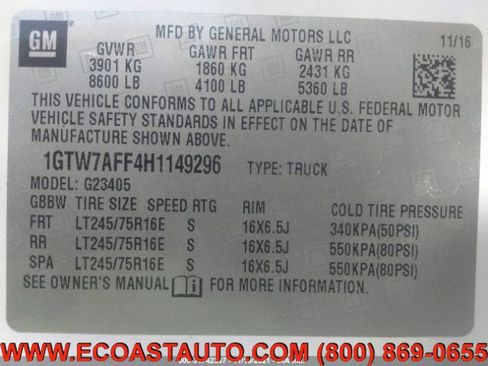 GM
MFD BY GENERAL MOTORS LLC
11/16
GVWR GAWR FRT GAWR RR
3901 KG 1860 KG 2431 KG
8600 LB 4100 LB 5360 LB
THIS VEHICLE CONFORMS TO ALL APPLICABLE U.S. FEDERAL MOTOR
VEHICLE SAFETY STANDARDS IN EFFECT ON THE DATE OF
MANUFACTURE SHOWN ABOVE.
1GTW7AFF4H1149296 TYPE: TRUCK
MODEL: G23405
GBBW TIRE SIZE SPEED RTG RIM COLD TIRE PRESSURE
FRT LT245/75R16E S 16X6.5J 340KPA(50PSI)
RR LT245/75R16E S 16X6.5J 550KPA(80PSI)
SPA LT245/75R16E S 16X6.5J 550KPA(80PSI)
SEE OWNER'S MANUAL FOR MORE INFORMATION.
WWW.ECOASTAUTO.COM (800) 869-0655